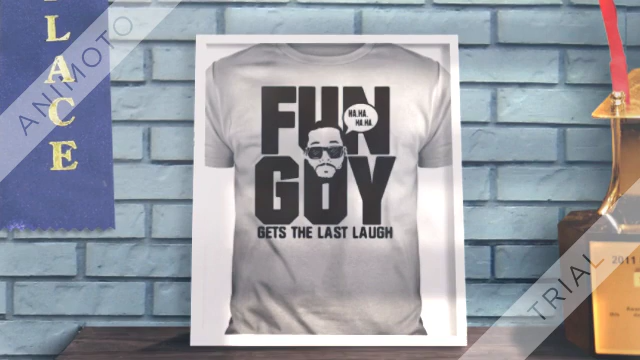 LACE
ANIMOTO
FUN
HA.HA.
HA.HA
GUY
GETS THE LAST LAUGH
2011
TRIAL